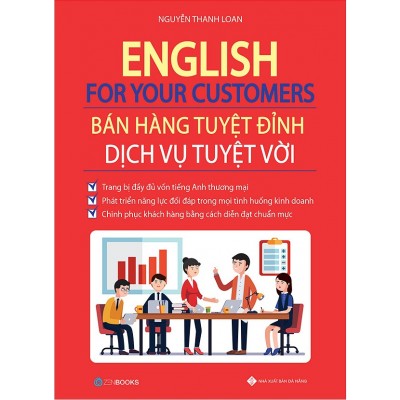 NGUYỄN THANH LOAN
ENGLISH
FOR YOUR CUSTOMERS
BÁN HÀNG TUYỆT ĐỈNH
DỊCH VỤ TUYỆT VỜI
Trang bị đầy đủ vốn tiếng Anh thương mại
Phát triển năng lực đối đáp trong mọi tình huống kinh doanh
Chinh phục khách hàng bằng cách diễn đạt chuẩn mực
ZENBOOKS
NHÀ XUẤT BẢN ĐÀ NẴNG